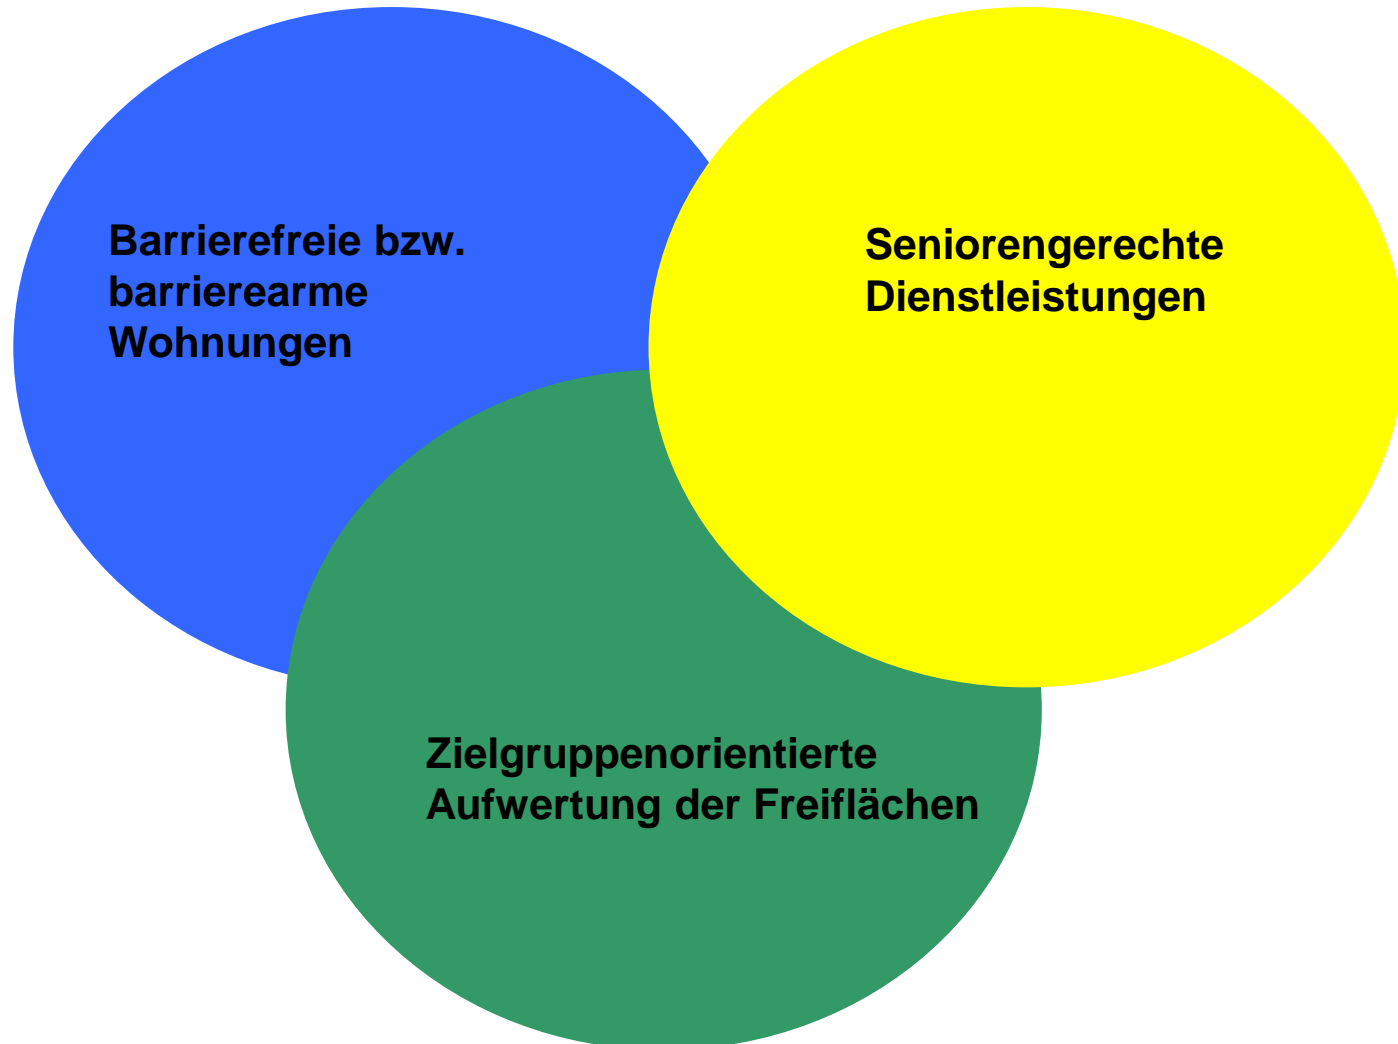 Barrierefreie bzw.
barrierearme
Wohnungen
Seniorengerechte
Dienstleistungen
Zielgruppenorientierte
Aufwertung der Freiflächen